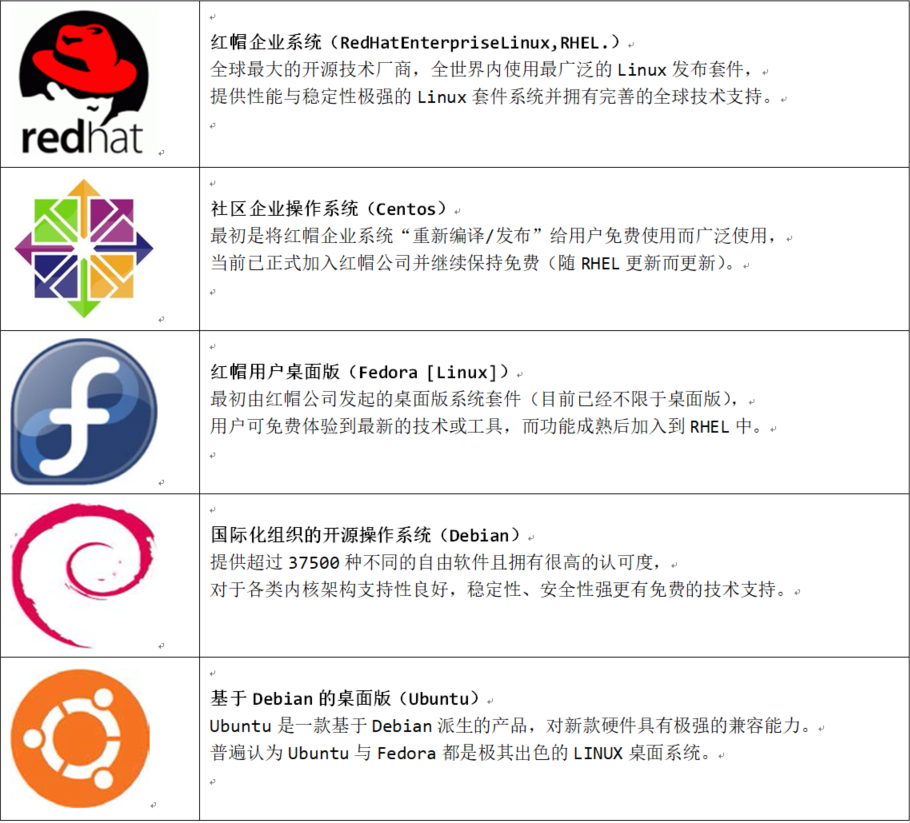 redhat
红帽企业系统（RedHatEnterpriseLinux,RHEL.）
全球最大的开源技术厂商，全世界内使用最广泛的 Linux 发布套件，
提供性能与稳定性极强的 Linux 套件系统并拥有完善的全球技术支持。
社区企业操作系统（Centos）
最初是将红帽企业系统“重新编译/发布”给用户免费使用而广泛使用，
当前已正式加入红帽公司并继续保持免费（随 RHEL 更新而更新）。
红帽用户桌面版（Fedora [Linux]）
最初由红帽公司发起的桌面版系统套件（目前已经不限于桌面版），
用户可免费体验到最新的技术或工具，而功能成熟后加入到 RHEL 中。
国际化组织的开源操作系统（Debian）
提供超过 37500 种不同的自由软件且拥有很高的认可度，
对于各类内核架构支持性良好，稳定性、安全性强更有免费的技术支持。
基于 Debian 的桌面版（Ubuntu）
Ubuntu 是一款基于 Debian 派生的产品，对新款硬件具有极强的兼容能力。
普遍认为 Ubuntu 与 Fedora 都是极其出色的 LINUX 桌面系统。